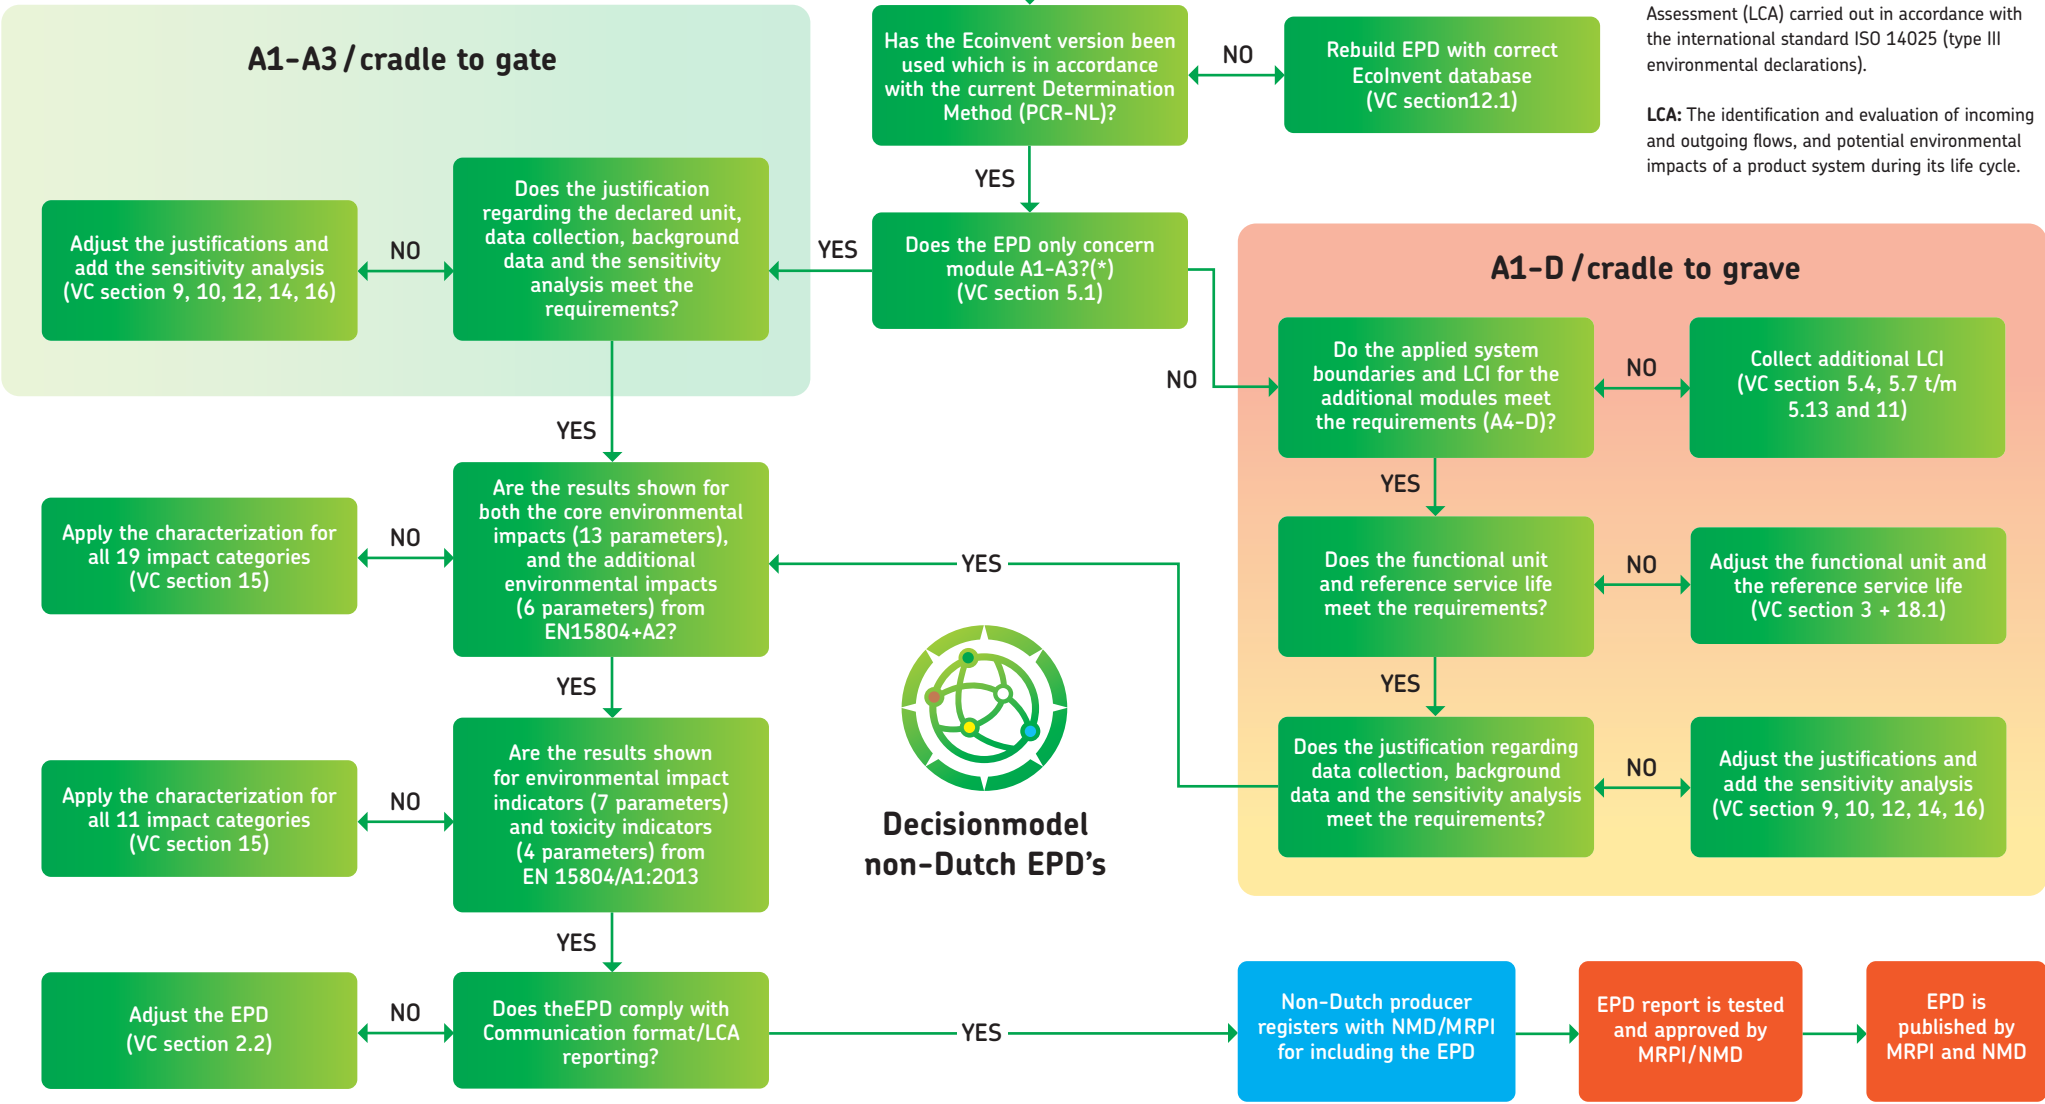 Assessment (LCA) carried out in accordance with
the international standard ISO 14025 (type III
environmental declarations).
LCA: The identification and evaluation of incoming
and outgoing flows, and potential environmental
impacts of a product system during its life cycle.
Has the Ecoinvent version been
used which is in accordance
with the current Determination
Method (PCR-NL)?
NO
Rebuild EPD with correct
EcoInvent database
(VC section12.1)
YES
Does the EPD only concern
module A1-A3?(*)
(VC section 5.1)
YES
NO
A1-A3 / cradle to gate
Does the justification
regarding the declared unit,
data collection, background
data and the sensitivity
analysis meet the
requirements?
NO
Adjust the justifications and
add the sensitivity analysis
(VC section 9, 10, 12, 14, 16)
YES
A1-D / cradle to grave
Do the applied system
boundaries and LCI for the
additional modules meet
the requirements (A4-D)?
NO
Collect additional LCI
(VC section 5.4, 5.7 t/m
5.13 and 11)
YES
Does the functional unit
and reference service life
meet the requirements?
NO
Adjust the functional unit and
the reference service life
(VC section 3 + 18.1)
YES
Does the justification regarding
data collection, background
data and the sensitivity analysis
meet the requirements?
NO
Adjust the justifications and
add the sensitivity analysis
(VC section 9, 10, 12, 14, 16)
YES
Are the results shown for
both the core environmental
impacts (13 parameters),
and the additional
environmental impacts
(6 parameters) from
EN15804+A2?
NO
Apply the characterization for
all 19 impact categories
(VC section 15)
YES
Are the results shown
for environmental impact
indicators (7 parameters)
and toxicity indicators
(4 parameters) from
EN 15804/A1:2013
NO
Apply the characterization for
all 11 impact categories
(VC section 15)
YES
Decisionmodel
non-Dutch EPD's
Does theEPD comply with
Communication format/LCA
reporting?
NO
Adjust the EPD
(VC section 2.2)
YES
Non-Dutch producer
registers with NMD/MRPI
for including the EPD
EPD report is tested
and approved by
MRPI/NMD
EPD is
published by
MRPI and NMD